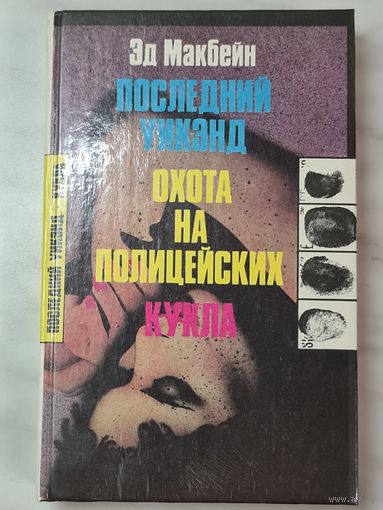 Эд Макбейн
ПОСЛЕДНИЙ
УИКЭНД
ОХОТА
НА
ПОЛИЦЕЙСКИХ
КУКЛА
ПОСЛЕДНИЙ УИКЭНД